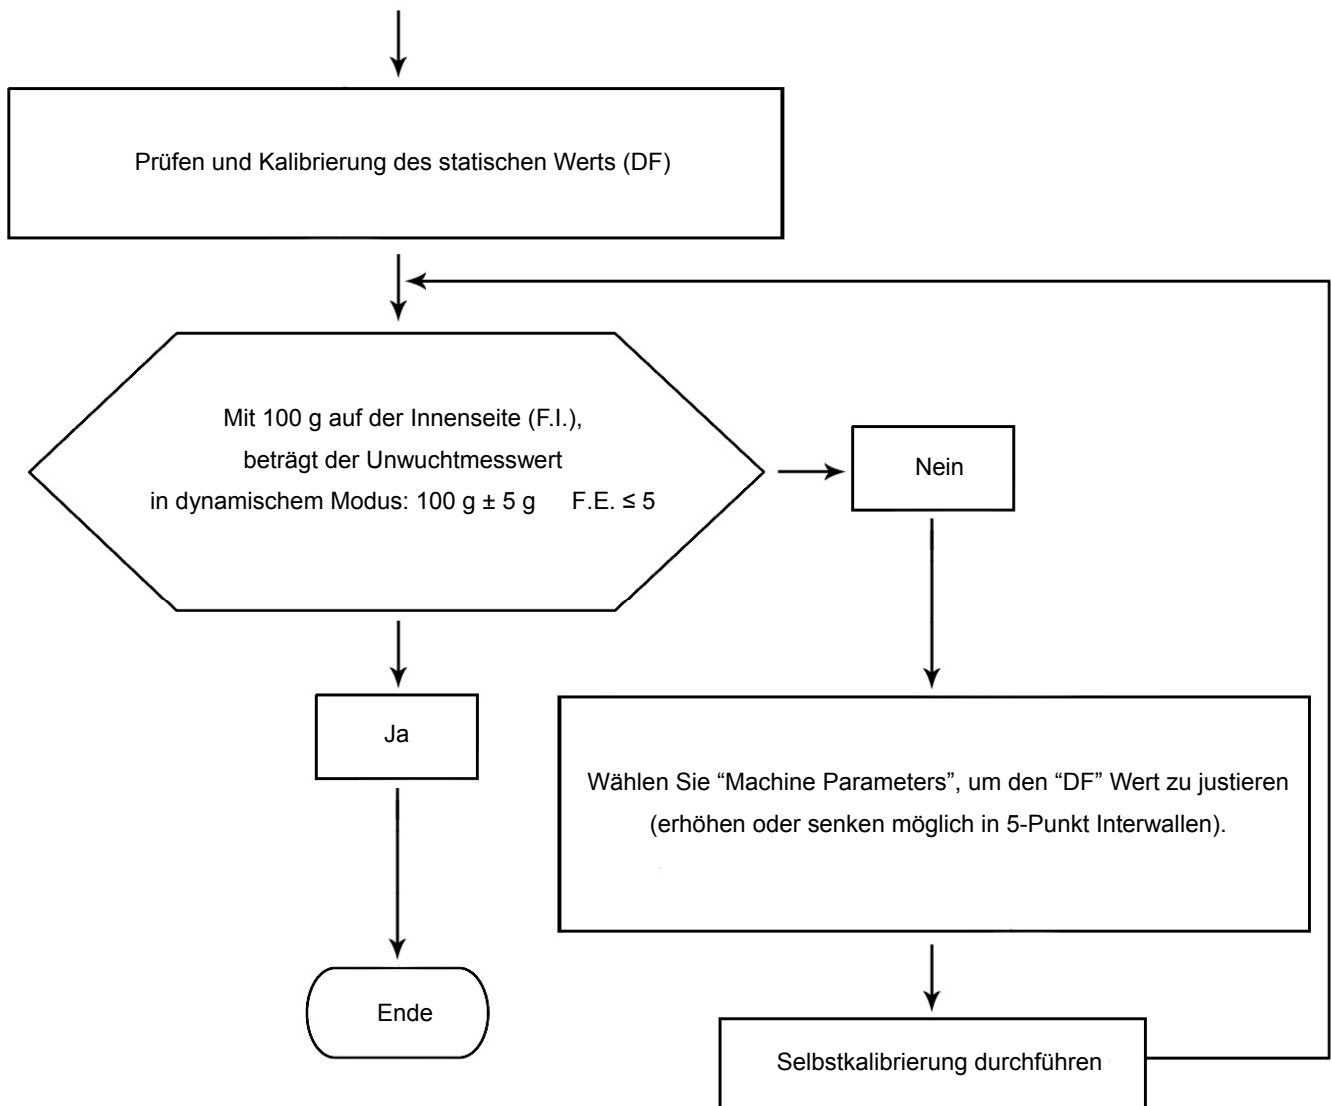 Prüfen und Kalibrierung des statischen Werts (DF)
Mit 100 g auf der Innenseite (F.I.),
beträgt der Unwuchtmesswert
in dynamischem Modus: 100 g ± 5 g F.E. ≤ 5
Nein
Ja
Wählen Sie “Machine Parameters”, um den “DF” Wert zu justieren
(erhöhen oder senken möglich in 5-Punkt Interwallen).
Ende
Selbstkalibrierung durchführen